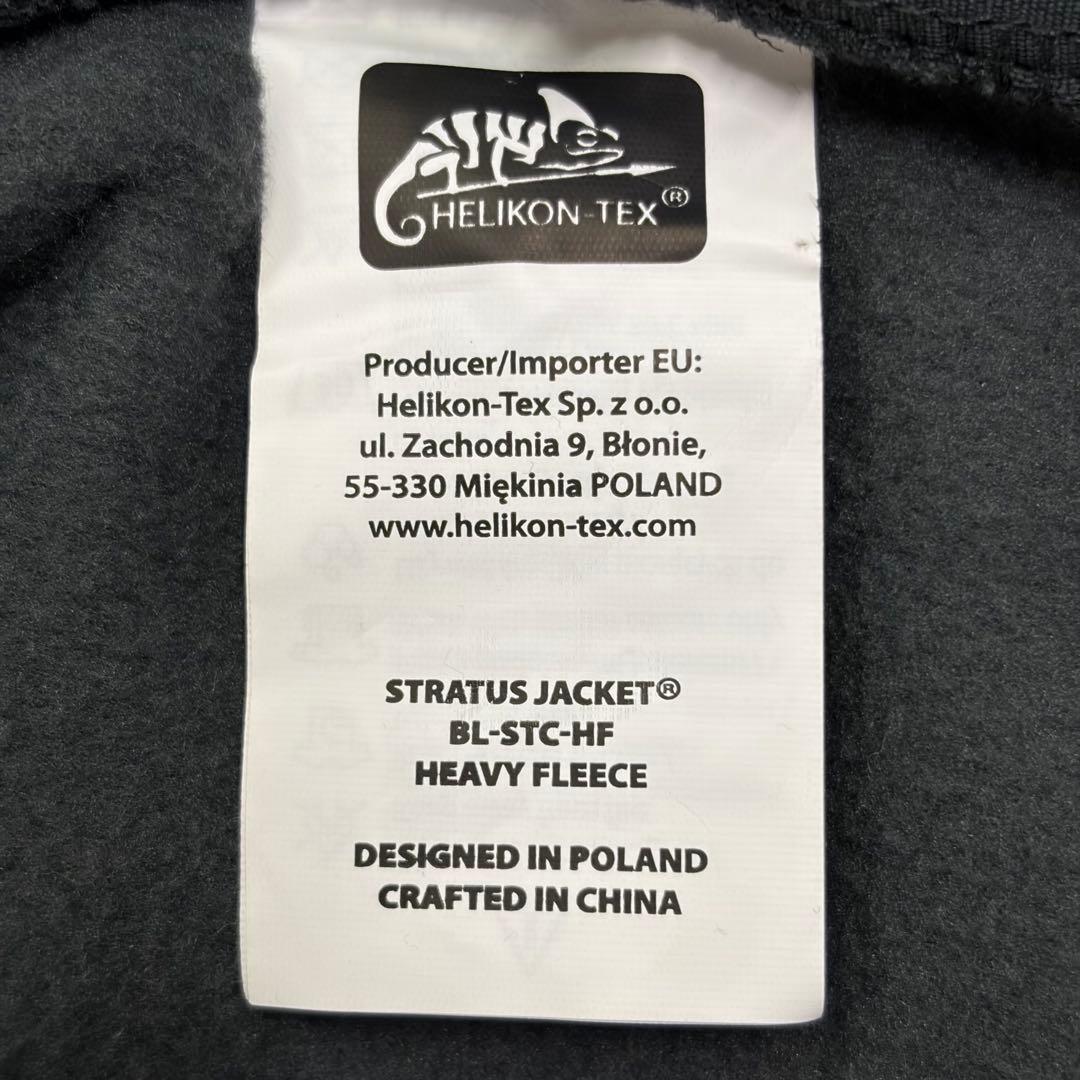 HELIKON-TEX®
Producer/Importer EU:
Helikon-Tex Sp. z o.o.
ul. Zachodnia 9, Błonie,
55-330 Miękinia POLAND
www.helikon-tex.com
STRATUS JACKET®
BL-STC-HF
HEAVY FLEECE
DESIGNED IN POLAND
CRAFTED IN CHINA